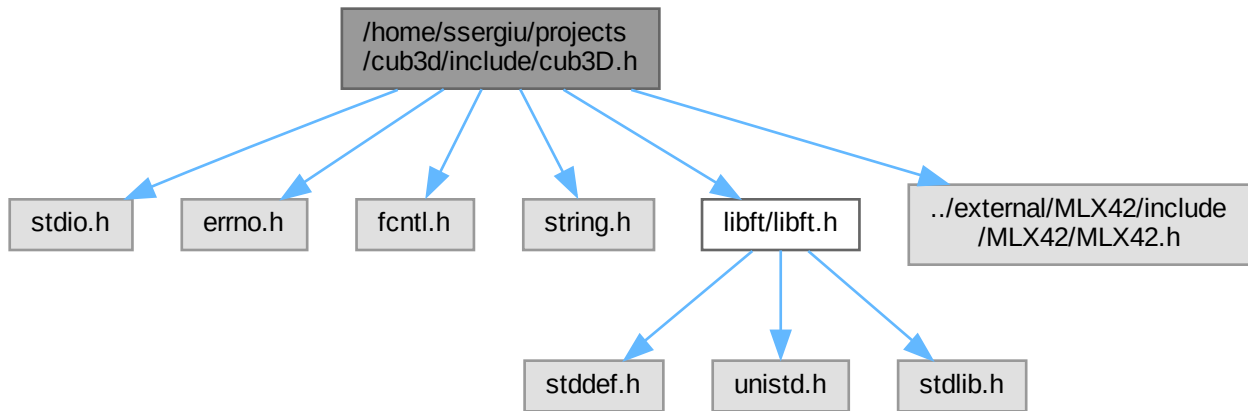 /home/ssergiu/projects
/cub3d/include/cub3D.h
stdio.h
errno.h
fcntl.h
string.h
libft/libft.h
../external/MLX42/include
/MLX42/MLX42.h
stddef.h
unistd.h
stdlib.h